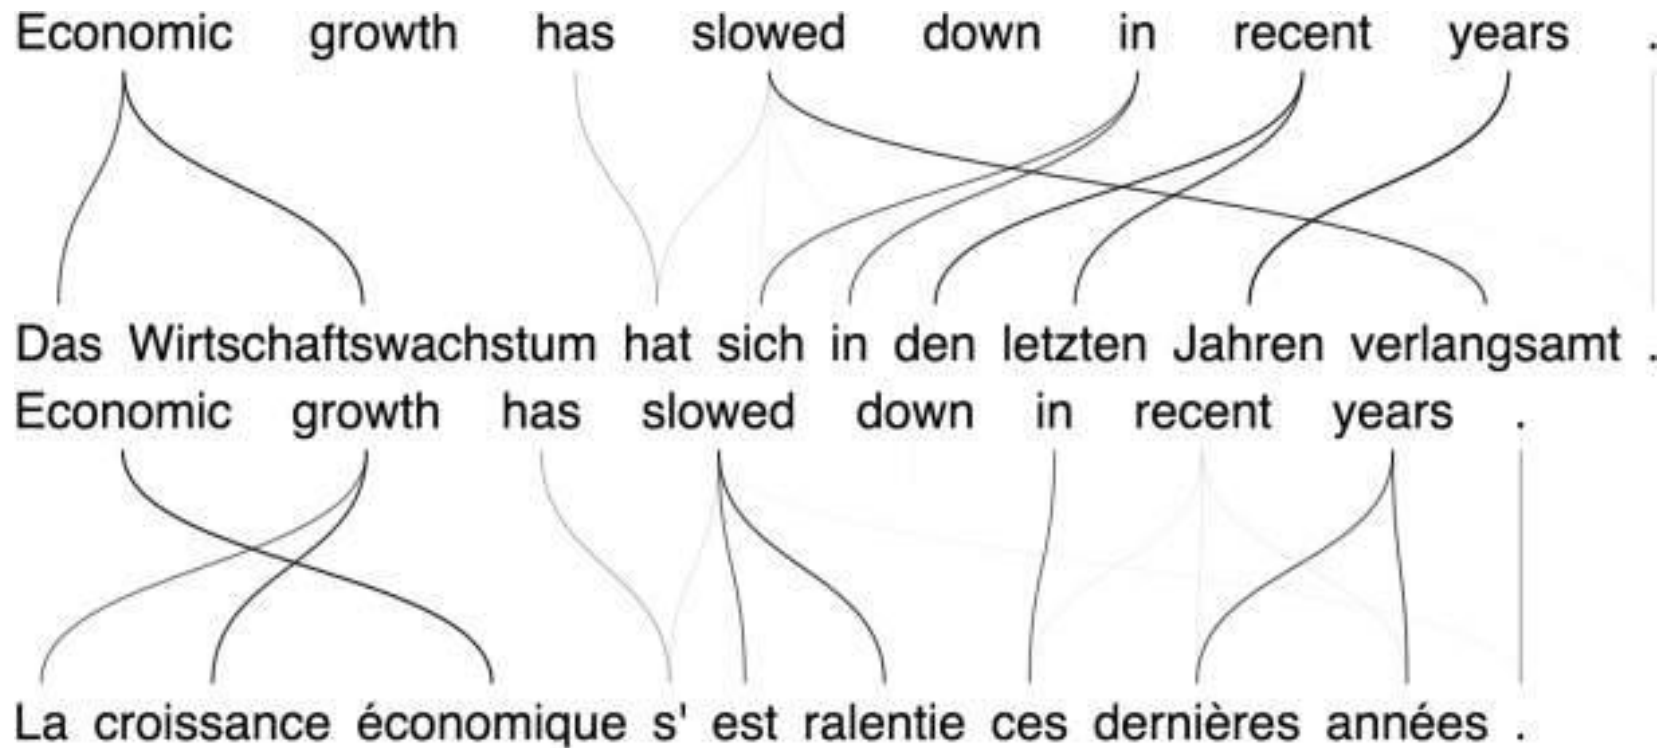 Economic growth has slowed down in recent years .
Das Wirtschaftswachstum hat sich in den letzten Jahren verlangsamt .
Economic growth has slowed down in recent years .
La croissance économique s' est ralentie ces dernières années .